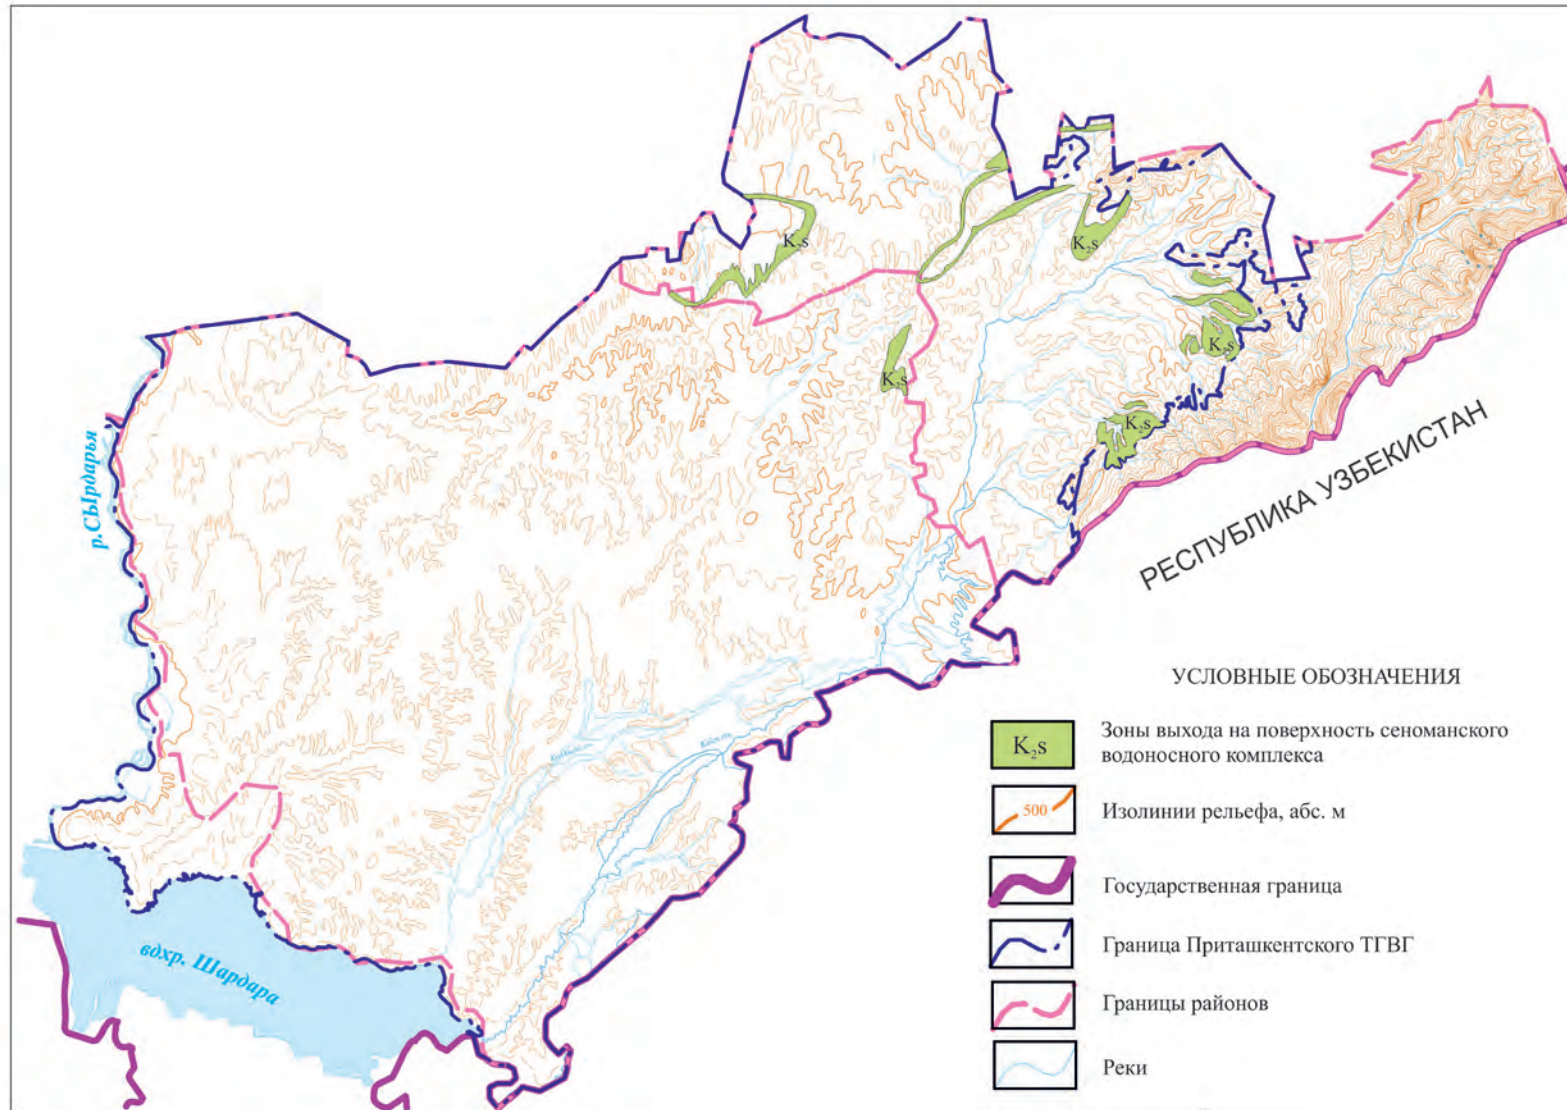 K₂s
K₂s
K₂s
K₂s
K₂s
р.СЫрдарья
РЕСПУБЛИКА УЗБЕКИСТАН
вдхр. Шардара
УСЛОВНЫЕ ОБОЗНАЧЕНИЯ
K₂s
Зоны выхода на поверхность сеноманского
водоносного комплекса
500
Изолинии рельефа, абс. м
Государственная граница
Граница Приташкентского ТГВГ
Границы районов
Реки